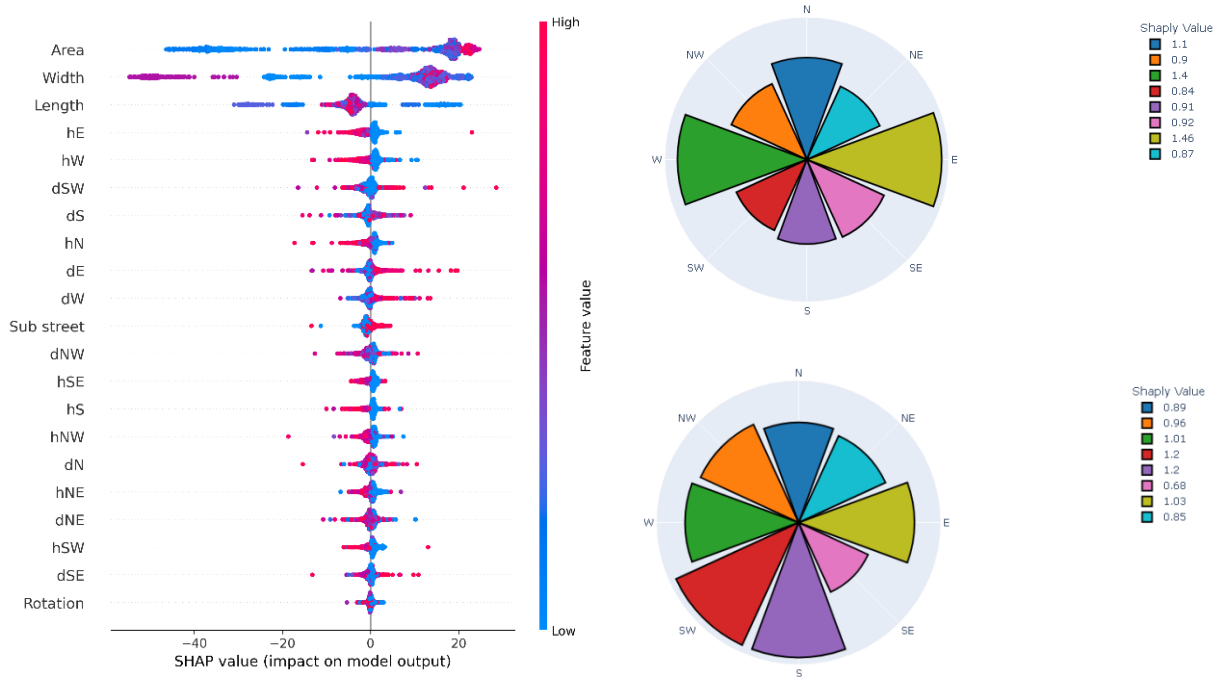 High
Area
Width
Length
hE
hW
dSW
dS
hN
dE
dW
Sub street
dNW
hSE
hS
hNW
dN
hNE
dNE
hSW
dSE
Rotation
Low
−40
−20
0
20
SHAP value (impact on model output)
Feature value
N
NE
E
SE
S
SW
W
NW
Shaply Value
1.1
0.9
1.4
0.84
0.91
0.92
1.46
0.87
N
NE
E
SE
S
SW
W
NW
Shaply Value
0.89
0.96
1.01
1.2
1.2
0.68
1.03
0.85